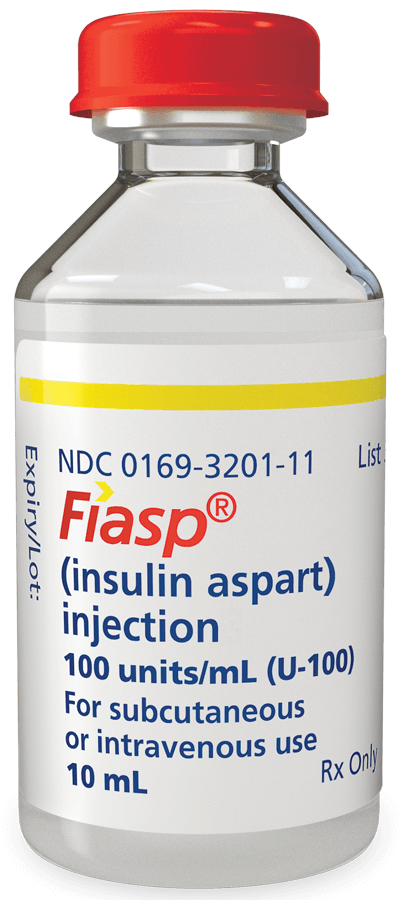 NDC 0169-3201-11
List
Fiasp®
(insulin aspart)
injection
100 units/mL (U-100)
For subcutaneous
or intravenous use
10 mL
Rx Only
Expiry/Lot: